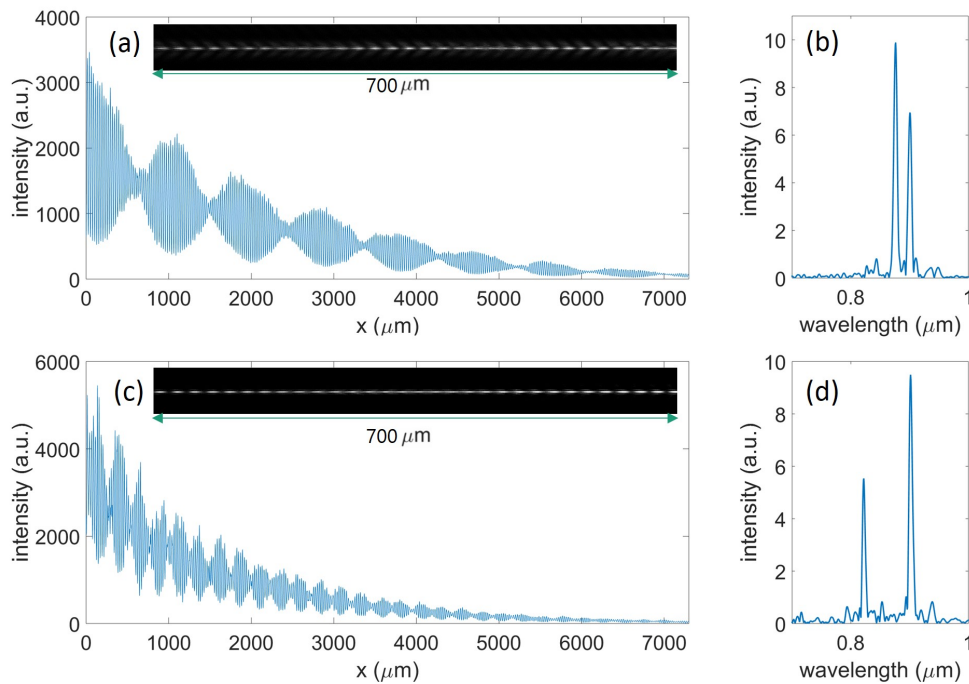 (a)
700 μm
intensity (a.u.)
4000
3000
2000
1000
0
0 1000 2000 3000 4000 5000 6000 7000
x (μm)
(b)
intensity (a.u.)
10
8
6
4
2
0
0.8 1
wavelength (μm)
(c)
700 μm
intensity (a.u.)
6000
4000
2000
0
0 1000 2000 3000 4000 5000 6000 7000
x (μm)
(d)
intensity (a.u.)
10
8
6
4
2
0
0.8 1
wavelength (μm)